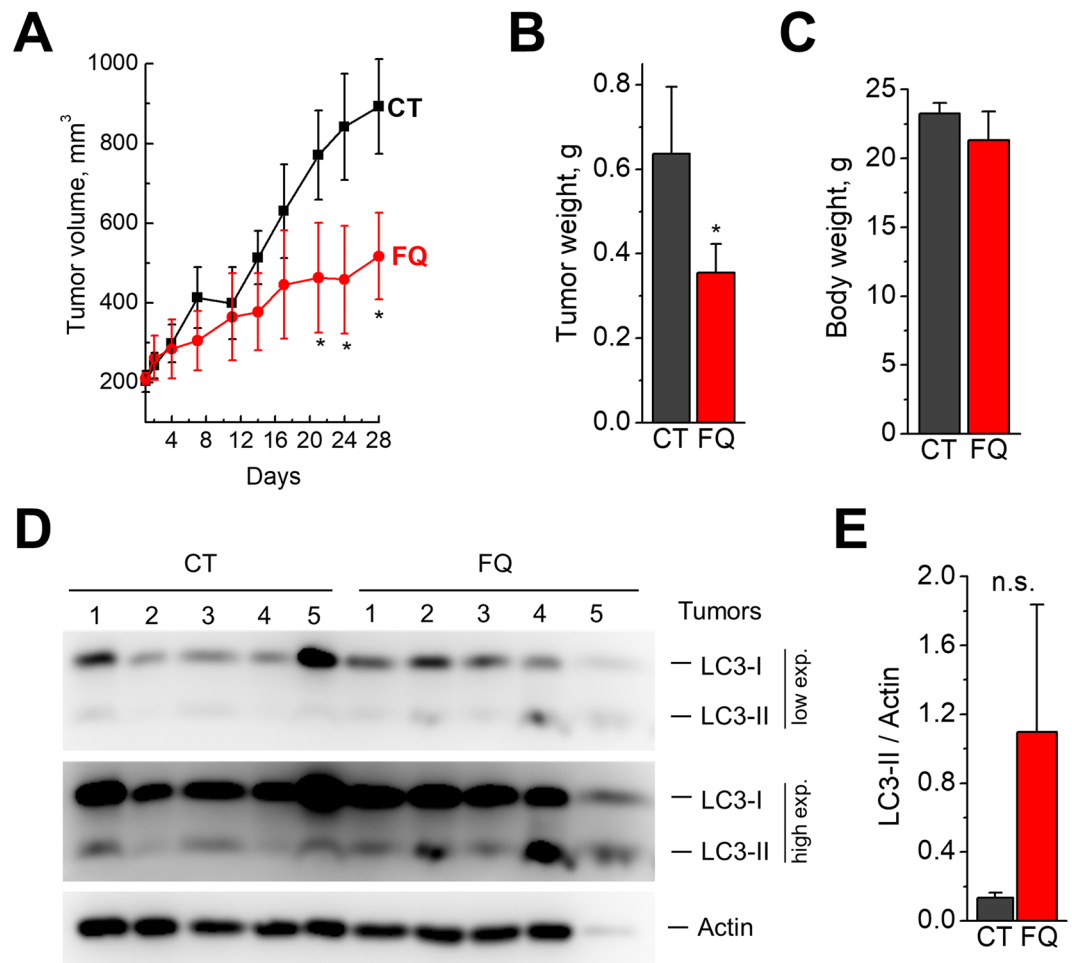 A
1000
800
600
400
200
4 8 12 16 20 24 28
Tumor volume, mm³
Days
CT
FQ
*
*
*
B
0.8
0.6
0.4
0.2
0.0
Tumor weight, g
*
CT FQ
C
25
20
15
10
5
0
Body weight, g
CT FQ
D
CT FQ
1 2 3 4 5 1 2 3 4 5 Tumors
LC3-I
LC3-II
low exp.
LC3-I
LC3-II
high exp.
Actin
E
2.0
1.6
1.2
0.8
0.4
0.0
LC3-II / Actin
n.s.
CT FQ